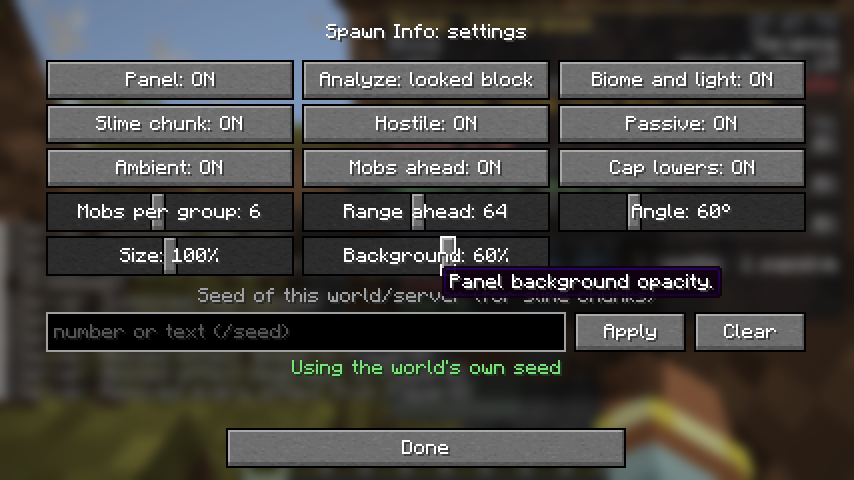 Spawn Info: settings
Panel: ON
Analyze: looked block
Biome and light: ON
Slime chunk: ON
Hostile: ON
Passive: ON
Ambient: ON
Mobs ahead: ON
Cap lowers: ON
Mobs per group: 6
Range ahead: 64
Angle: 60°
Size: 100%
Background: 60%
Panel background opacity.
Seed of this world/server (for slime chunks)
number or text (/seed)
Apply
Clear
Using the world's own seed
Done